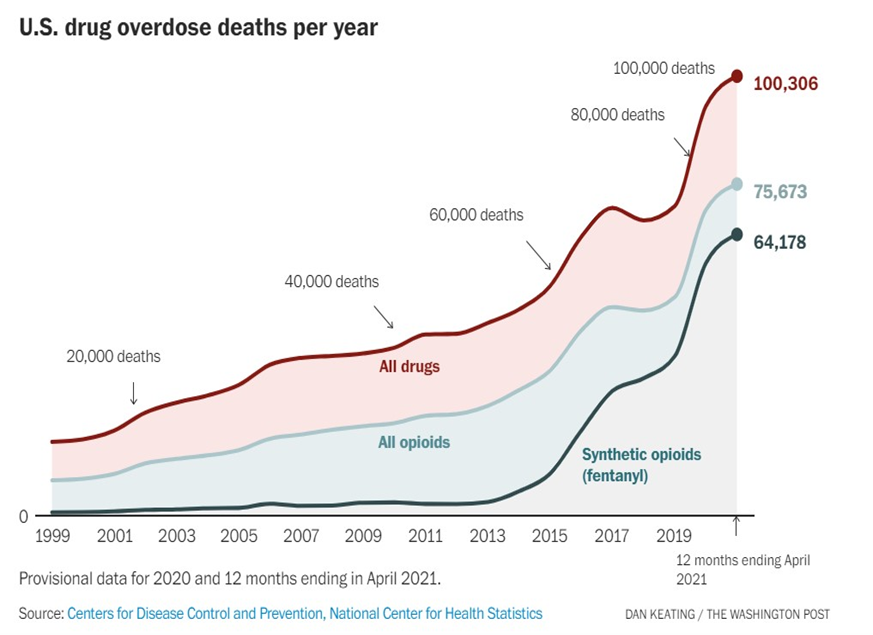 U.S. drug overdose deaths per year
100,000 deaths
100,306
80,000 deaths
75,673
60,000 deaths
64,178
40,000 deaths
20,000 deaths
All drugs
All opioids
Synthetic opioids
(fentanyl)
0
1999 2001 2003 2005 2007 2009 2011 2013 2015 2017 2019
12 months ending April
2021
Provisional data for 2020 and 12 months ending in April 2021.
Source: Centers for Disease Control and Prevention, National Center for Health Statistics
DAN KEATING / THE WASHINGTON POST